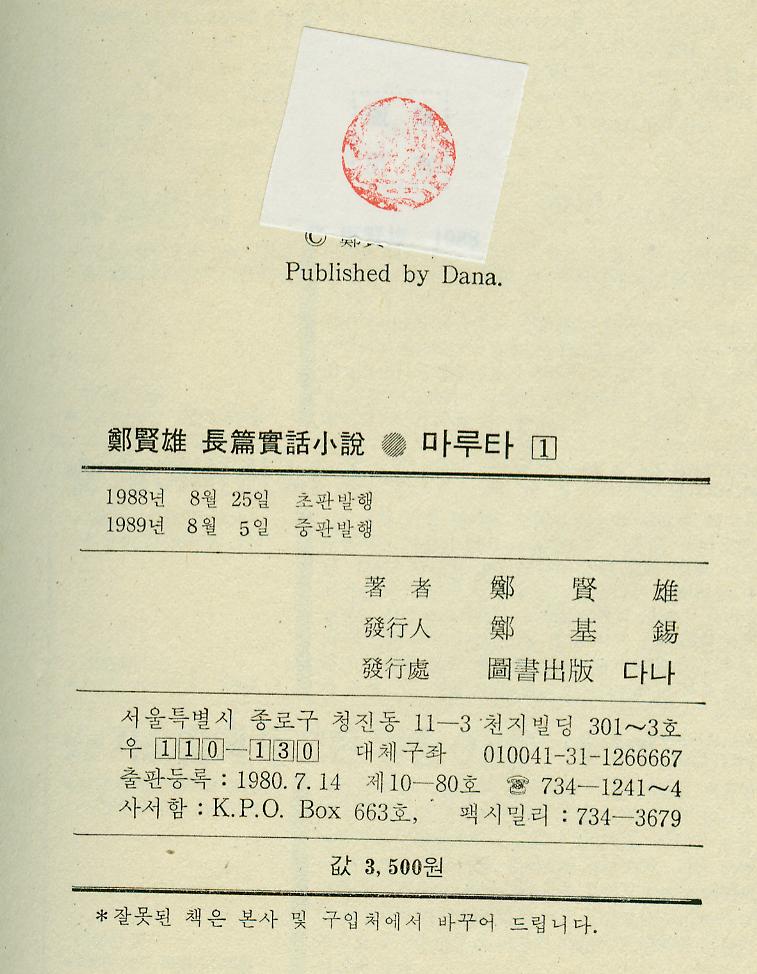 © 鄭
Published by Dana.
鄭賢雄 長篇實話小說 ● 마루타 1
1988년 8월 25일 초판발행
1989년 8월 5일 중판발행
著者 鄭賢雄
發行人 鄭基錫
發行處 圖書出版 다나
서울특별시 종로구 청진동 11—3 천지빌딩 301~3호
우 110—130 대체구좌 010041-31-1266667
출판등록 : 1980. 7. 14 제10—80호 ☎ 734—1241~4
사서함 : K.P.O. Box 663호, 팩시밀리 : 734—3679
값 3,500원
*잘못된 책은 본사 및 구입처에서 바꾸어 드립니다.